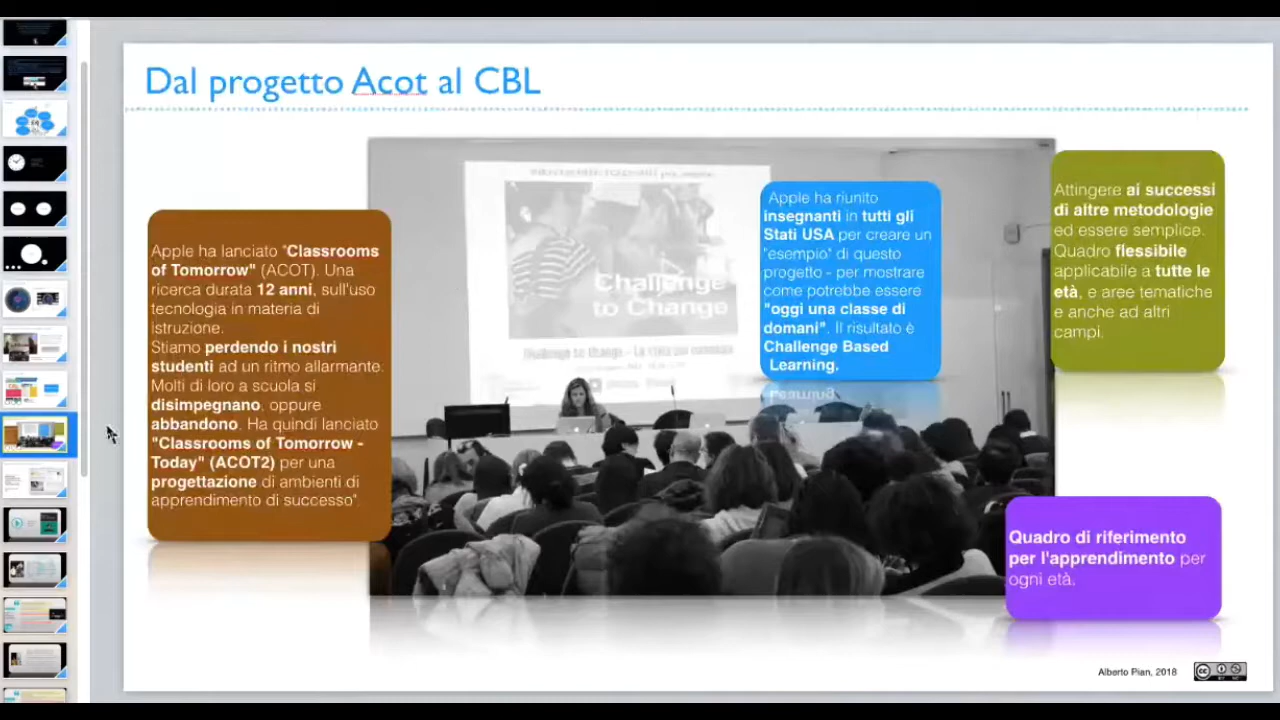 Dal progetto Acot al CBL
Apple ha lanciato "Classrooms
of Tomorrow" (ACOT). Una
ricerca durata 12 anni, sull'uso
tecnologia in materia di
istruzione.
Stiamo perdendo i nostri
studenti ad un ritmo allarmante.
Molti di loro a scuola si
disimpegnano, oppure
abbandono. Ha quindi lanciato
"Classrooms of Tomorrow -
Today" (ACOT2) per una
progettazione di ambienti di
apprendimento di successo".
Challenge
to Change
Apple ha riunito
insegnanti in tutti gli
Stati USA per creare un
"esempio" di questo
progetto - per mostrare
come potrebbe essere
"oggi una classe di
domani". Il risultato è
Challenge Based
Learning.
Attingere ai successi
di altre metodologie
ed essere semplice.
Quadro flessibile
applicabile a tutte le
età, e aree tematiche
e anche ad altri
campi.
Quadro di riferimento
per l'apprendimento per
ogni età.
Alberto Pian, 2018